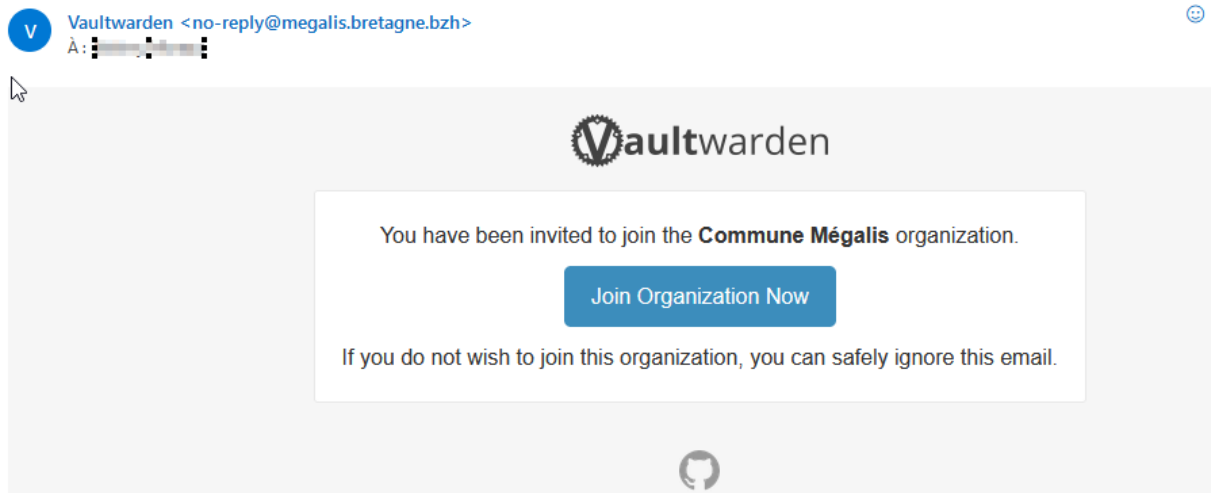 V
Vaultwarden <no-reply@megalis.bretagne.bzh>
À :
Vaultwarden
You have been invited to join the Commune Mégalis organization.
Join Organization Now
If you do not wish to join this organization, you can safely ignore this email.